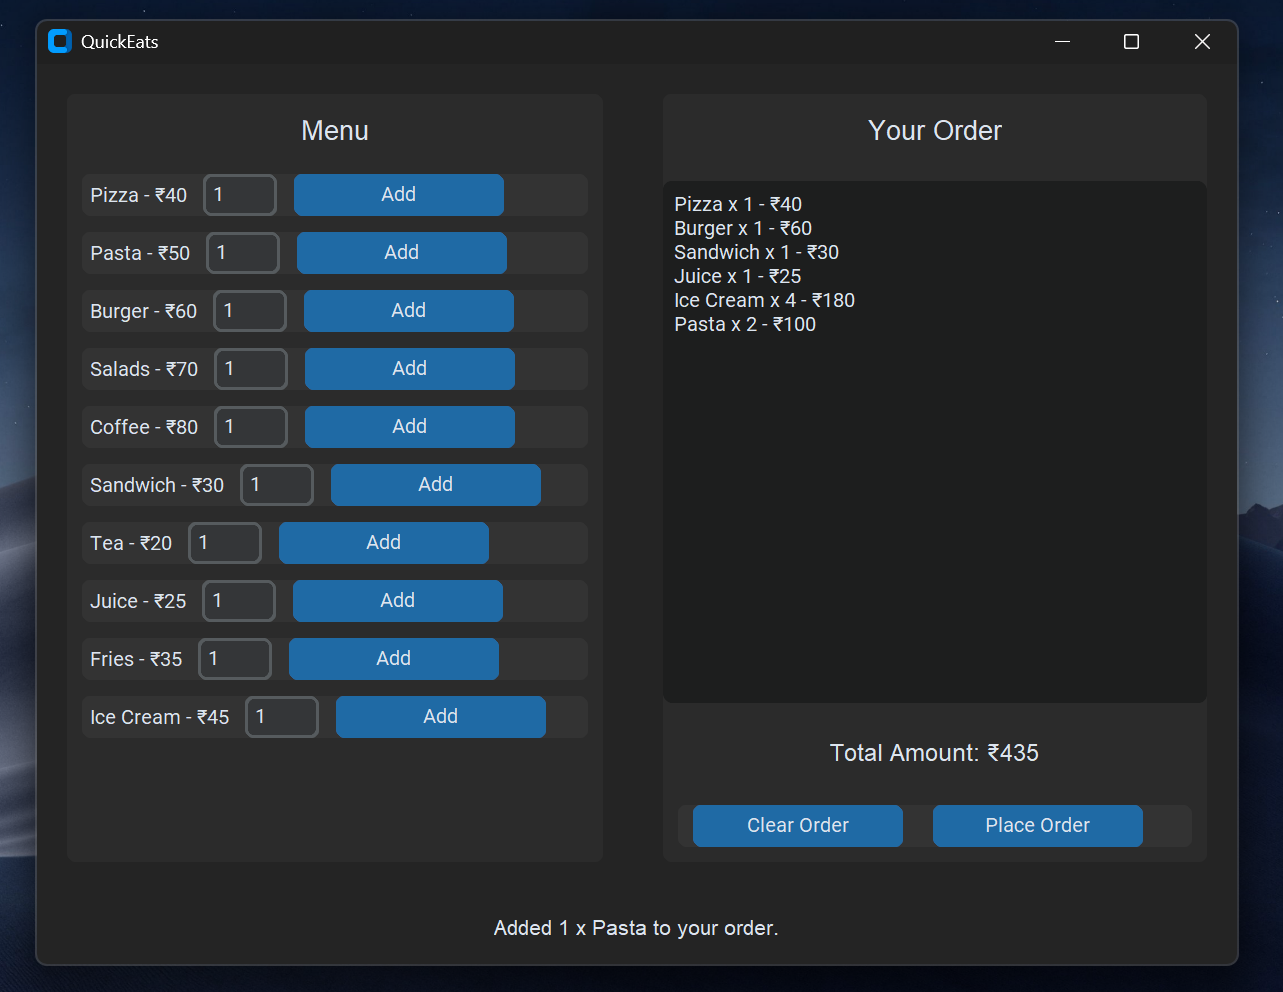 QuickEats
Menu
Pizza - ₹40 1 Add
Pasta - ₹50 1 Add
Burger - ₹60 1 Add
Salads - ₹70 1 Add
Coffee - ₹80 1 Add
Sandwich - ₹30 1 Add
Tea - ₹20 1 Add
Juice - ₹25 1 Add
Fries - ₹35 1 Add
Ice Cream - ₹45 1 Add
Your Order
Pizza x 1 - ₹40
Burger x 1 - ₹60
Sandwich x 1 - ₹30
Juice x 1 - ₹25
Ice Cream x 4 - ₹180
Pasta x 2 - ₹100
Total Amount: ₹435
Clear Order Place Order
Added 1 x Pasta to your order.